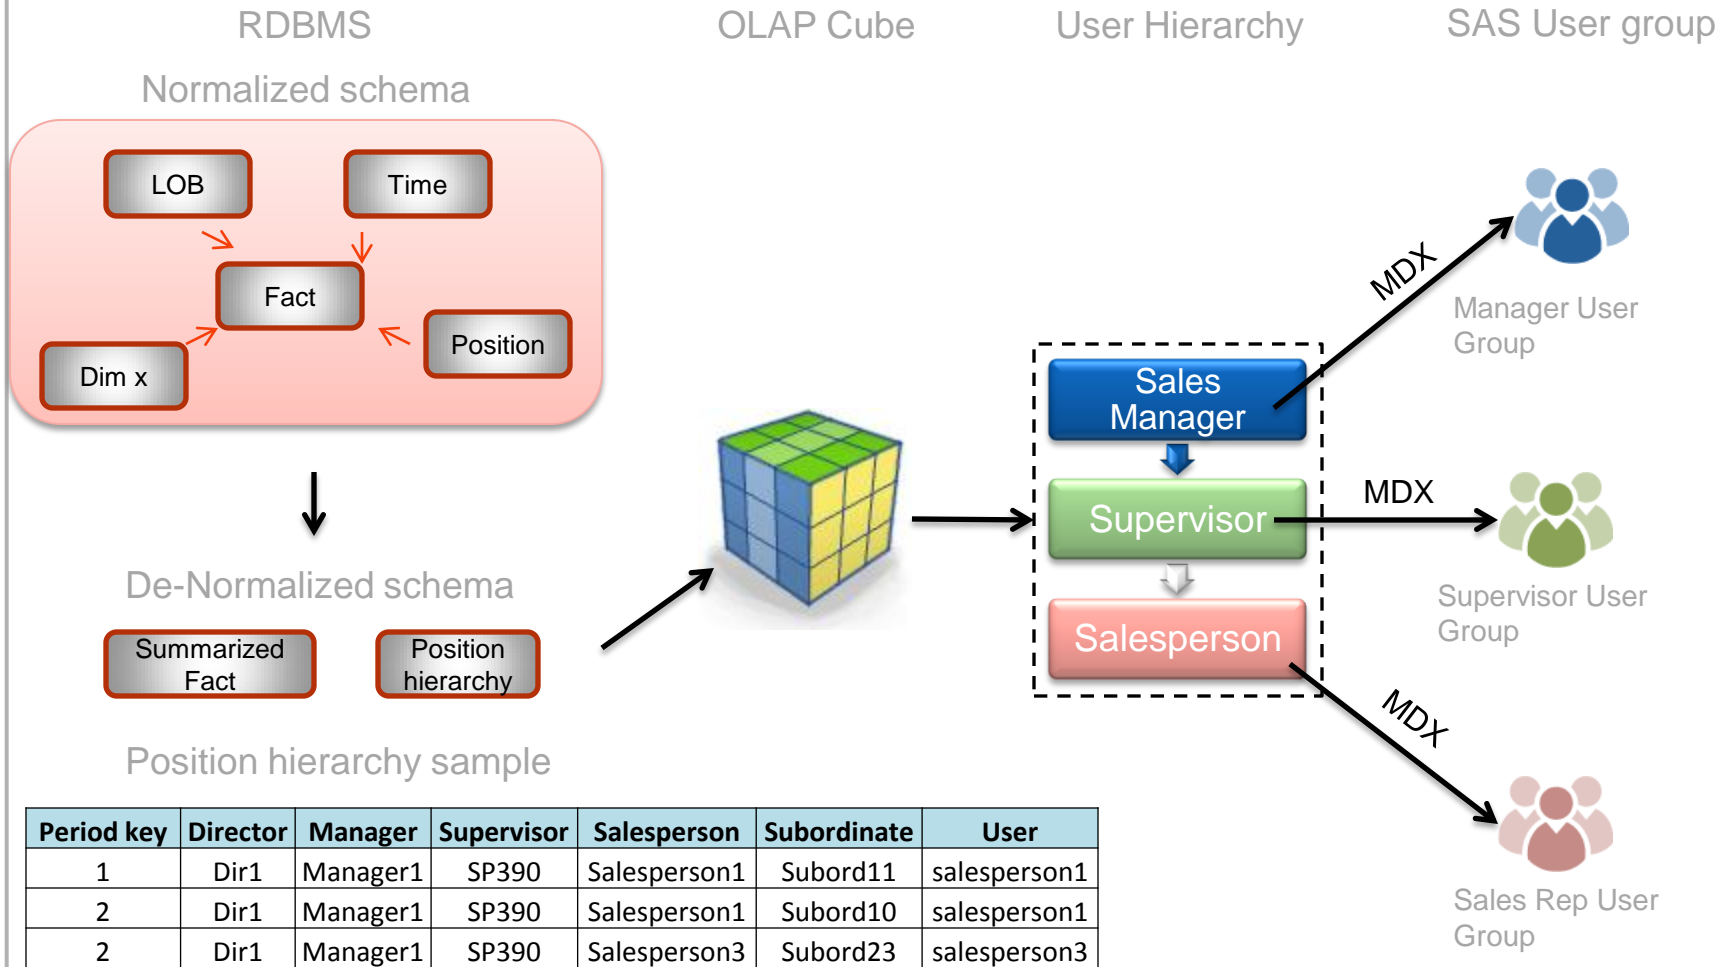 RDBMS
OLAP Cube
User Hierarchy
SAS User group
Normalized schema
LOB
Time
Fact
Position
Dim x
De-Normalized schema
Summarized
Fact
Position
hierarchy
Sales
Manager
Supervisor
Salesperson
MDX
MDX
MDX
Manager User
Group
Supervisor User
Group
Sales Rep User
Group
Position hierarchy sample
Period key Director Manager Supervisor Salesperson Subordinate User
1 Dir1 Manager1 SP390 Salesperson1 Subord11 salesperson1
2 Dir1 Manager1 SP390 Salesperson1 Subord10 salesperson1
2 Dir1 Manager1 SP390 Salesperson3 Subord23 salesperson3